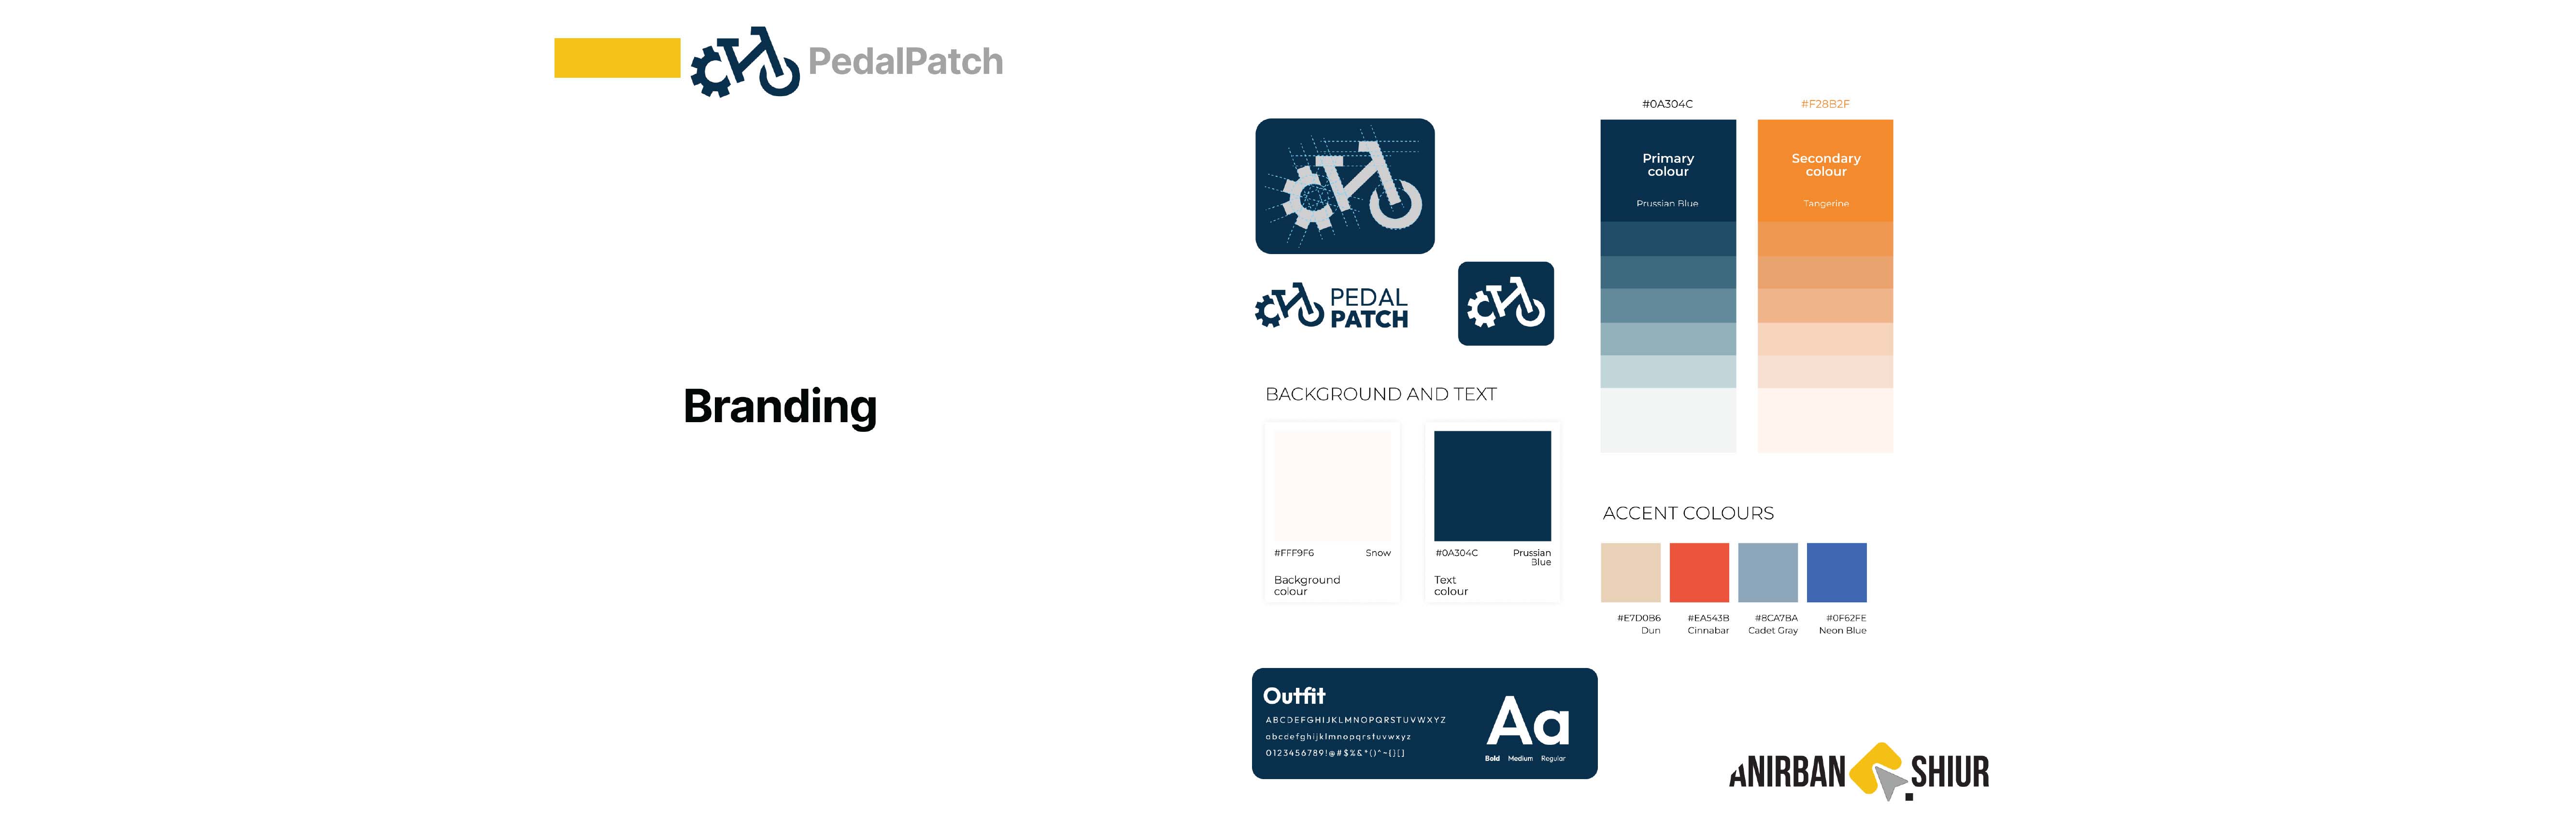 PedalPatch
Branding
PEDAL
PATCH
#0A304C
Primary
colour
Prussian Blue
#F28B2F
Secondary
colour
Tangerine
BACKGROUND AND TEXT
#FFF9F6 Snow
Background
colour
#0A304C Prussian
Blue
Text
colour
ACCENT COLOURS
#E7D0B6
Dun
#EA543B
Cinnabar
#8CA7BA
Cadet Gray
#0F62FE
Neon Blue
Outfit
ABCDEFGHIJKLMNOPQRSTUVWXYZ
abcdefghijklmnopqrstuvwxyz
0123456789!@#$%&*()^~{}[]
Aa
Bold Medium Regular
ANIRBAN SHIUR